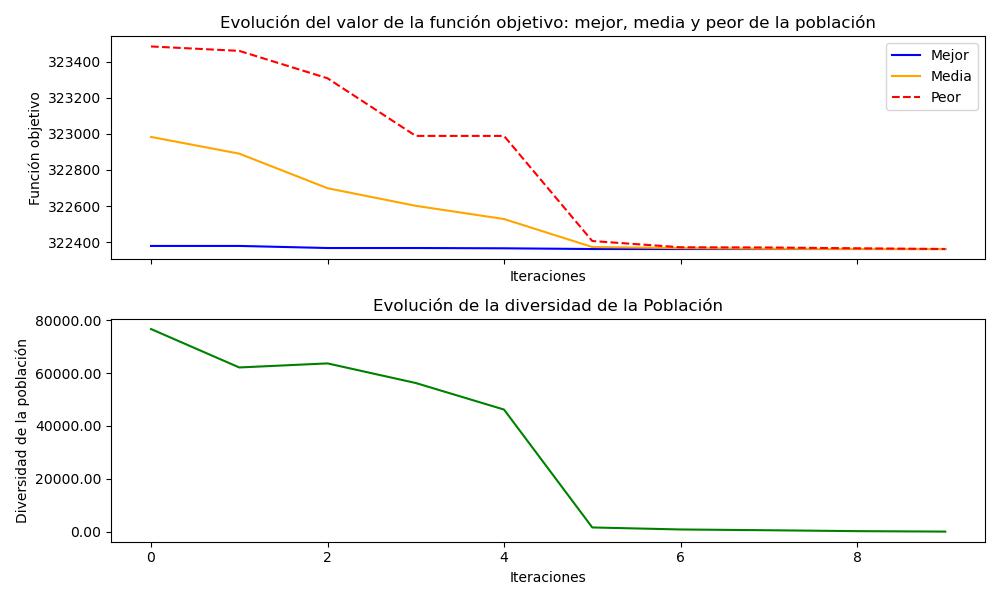 Evolución del valor de la función objetivo: mejor, media y peor de la población
Función objetivo
323400
323200
323000
322800
322600
322400
Mejor
Media
Peor
Iteraciones
Evolución de la diversidad de la Población
Diversidad de la población
80000.00
60000.00
40000.00
20000.00
0.00
0 2 4 6 8
Iteraciones